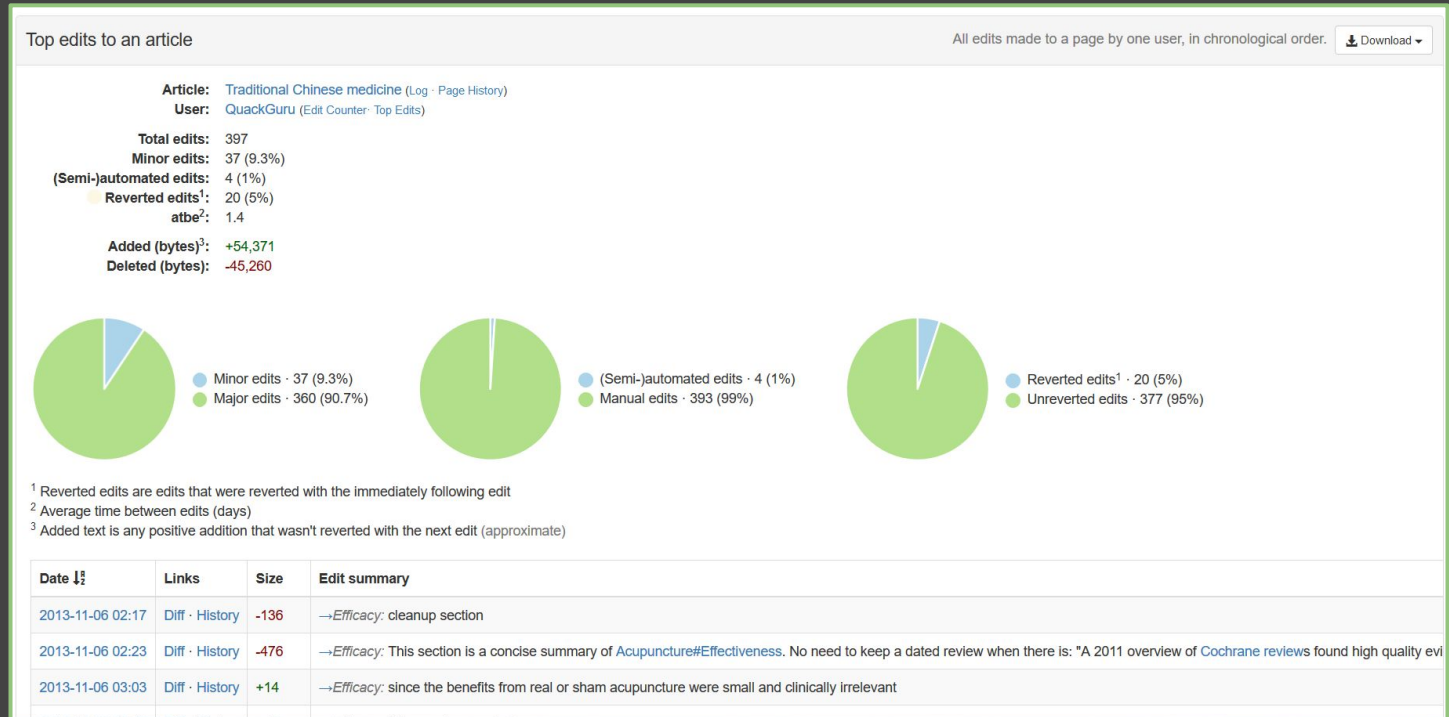 Top edits to an article
All edits made to a page by one user, in chronological order.
Download
Article: Traditional Chinese medicine (Log · Page History)
User: QuackGuru (Edit Counter· Top Edits)
Total edits: 397
Minor edits: 37 (9.3%)
(Semi-)automated edits: 4 (1%)
Reverted edits1: 20 (5%)
atbe2: 1.4
Added (bytes)3: +54,371
Deleted (bytes): -45,260
Minor edits · 37 (9.3%)
Major edits · 360 (90.7%)
(Semi-)automated edits · 4 (1%)
Manual edits · 393 (99%)
Reverted edits1 · 20 (5%)
Unreverted edits · 377 (95%)
1 Reverted edits are edits that were reverted with the immediately following edit
2 Average time between edits (days)
3 Added text is any positive addition that wasn't reverted with the next edit (approximate)
Date Links Size Edit summary
2013-11-06 02:17 Diff · History -136 →Efficacy: cleanup section
2013-11-06 02:23 Diff · History -476 →Efficacy: This section is a concise summary of Acupuncture#Effectiveness. No need to keep a dated review when there is: "A 2011 overview of Cochrane reviews found high quality evi
2013-11-06 03:03 Diff · History +14 →Efficacy: since the benefits from real or sham acupuncture were small and clinically irrelevant